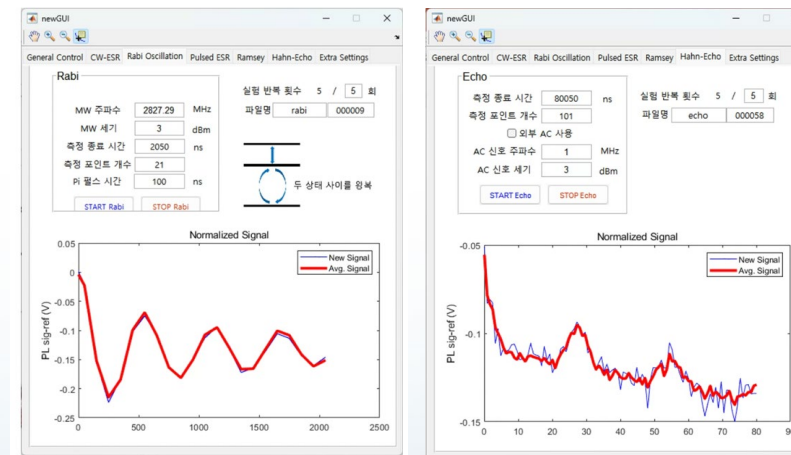 newGUI
General Control CW-ESR Rabi Oscillation Pulsed ESR Ramsey Hahn-Echo Extra Settings
Rabi
MW 주파수 2827.29 MHz
MW 세기 3 dBm
측정 종료 시간 2050 ns
측정 포인트 개수 21
Pi 펄스 시간 100 ns
START Rabi STOP Rabi
실험 반복 횟수 5 / 5 회
파일명 rabi 000009
두 상태 사이를 왕복
Normalized Signal
New Signal
Avg. Signal
PL sig-ref (V)
0.05
0
-0.05
-0.1
-0.15
-0.2
-0.25
0 500 1000 1500 2000 2500
newGUI
General Control CW-ESR Rabi Oscillation Pulsed ESR Ramsey Hahn-Echo Extra Settings
Echo
측정 종료 시간 80050 ns
측정 포인트 개수 101
외부 AC 사용
AC 신호 주파수 1 MHz
AC 신호 세기 3 dBm
START Echo STOP Echo
실험 반복 횟수 5 / 5 회
파일명 echo 000058
Normalized Signal
New Signal
Avg. Signal
PL sig-ref (V)
-0.05
-0.1
-0.15
0 10 20 30 40 50 60 70 80